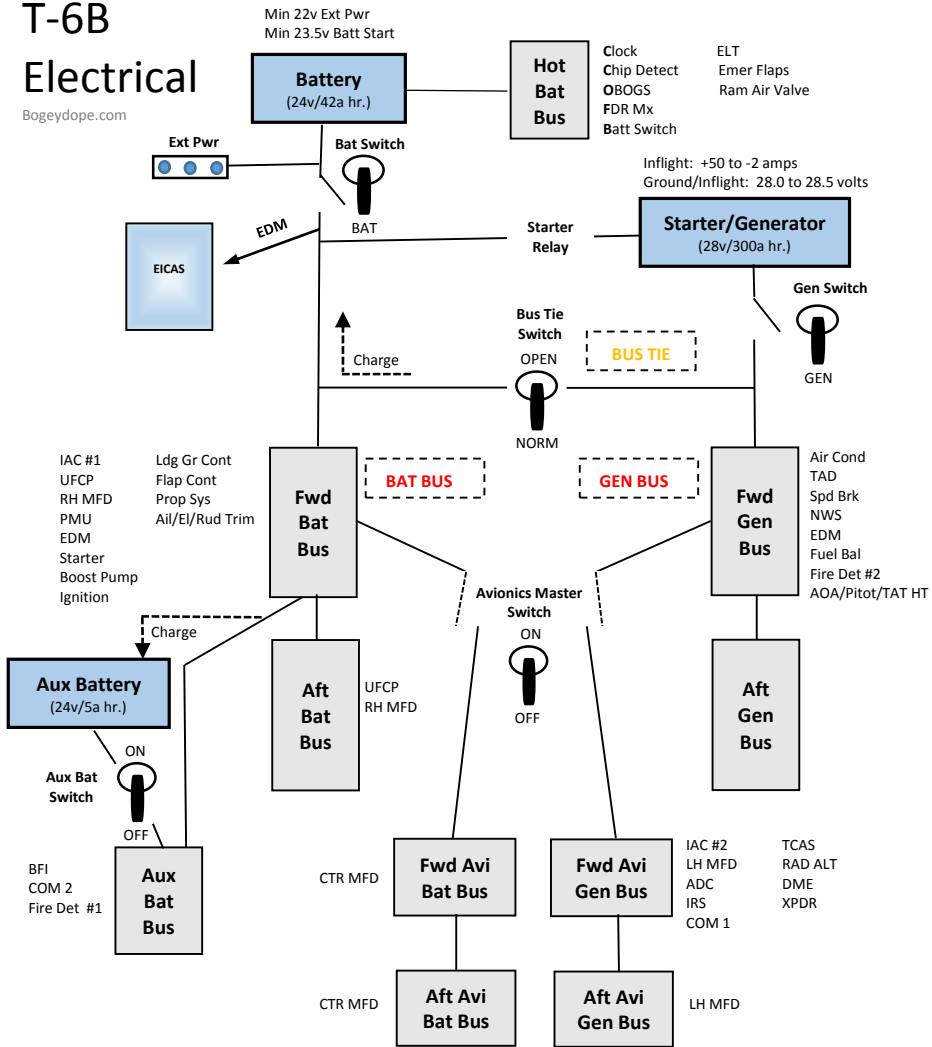 T-6B
Electrical
Bogeydope.com
Min 22v Ext Pwr
Min 23.5v Batt Start
Battery
(24v/42a hr.)
Hot
Bat
Bus
Clock
Chip Detect
OBOGS
FDR Mx
Batt Switch
ELT
Emer Flaps
Ram Air Valve
Ext Pwr
Bat Switch
BAT
Inflight: +50 to -2 amps
Ground/Inflight: 28.0 to 28.5 volts
Starter/Generator
(28v/300a hr.)
EDM
EICAS
Starter
Relay
Gen Switch
GEN
Charge
Bus Tie
Switch
OPEN
NORM
BUS TIE
IAC #1
UFCP
RH MFD
PMU
EDM
Starter
Boost Pump
Ignition
Ldg Gr Cont
Flap Cont
Prop Sys
Ail/El/Rud Trim
Fwd
Bat
Bus
BAT BUS
GEN BUS
Fwd
Gen
Bus
Air Cond
TAD
Spd Brk
NWS
EDM
Fuel Bal
Fire Det #2
AOA/Pitot/TAT HT
Avionics Master
Switch
ON
OFF
Charge
Aux Battery
(24v/5a hr.)
Aft
Bat
Bus
UFCP
RH MFD
Aft
Gen
Bus
Aux Bat
Switch
ON
OFF
BFI
COM 2
Fire Det #1
Aux
Bat
Bus
CTR MFD
Fwd Avi
Bat Bus
Fwd Avi
Gen Bus
IAC #2
LH MFD
ADC
IRS
COM 1
TCAS
RAD ALT
DME
XPDR
CTR MFD
Aft Avi
Bat Bus
Aft Avi
Gen Bus
LH MFD